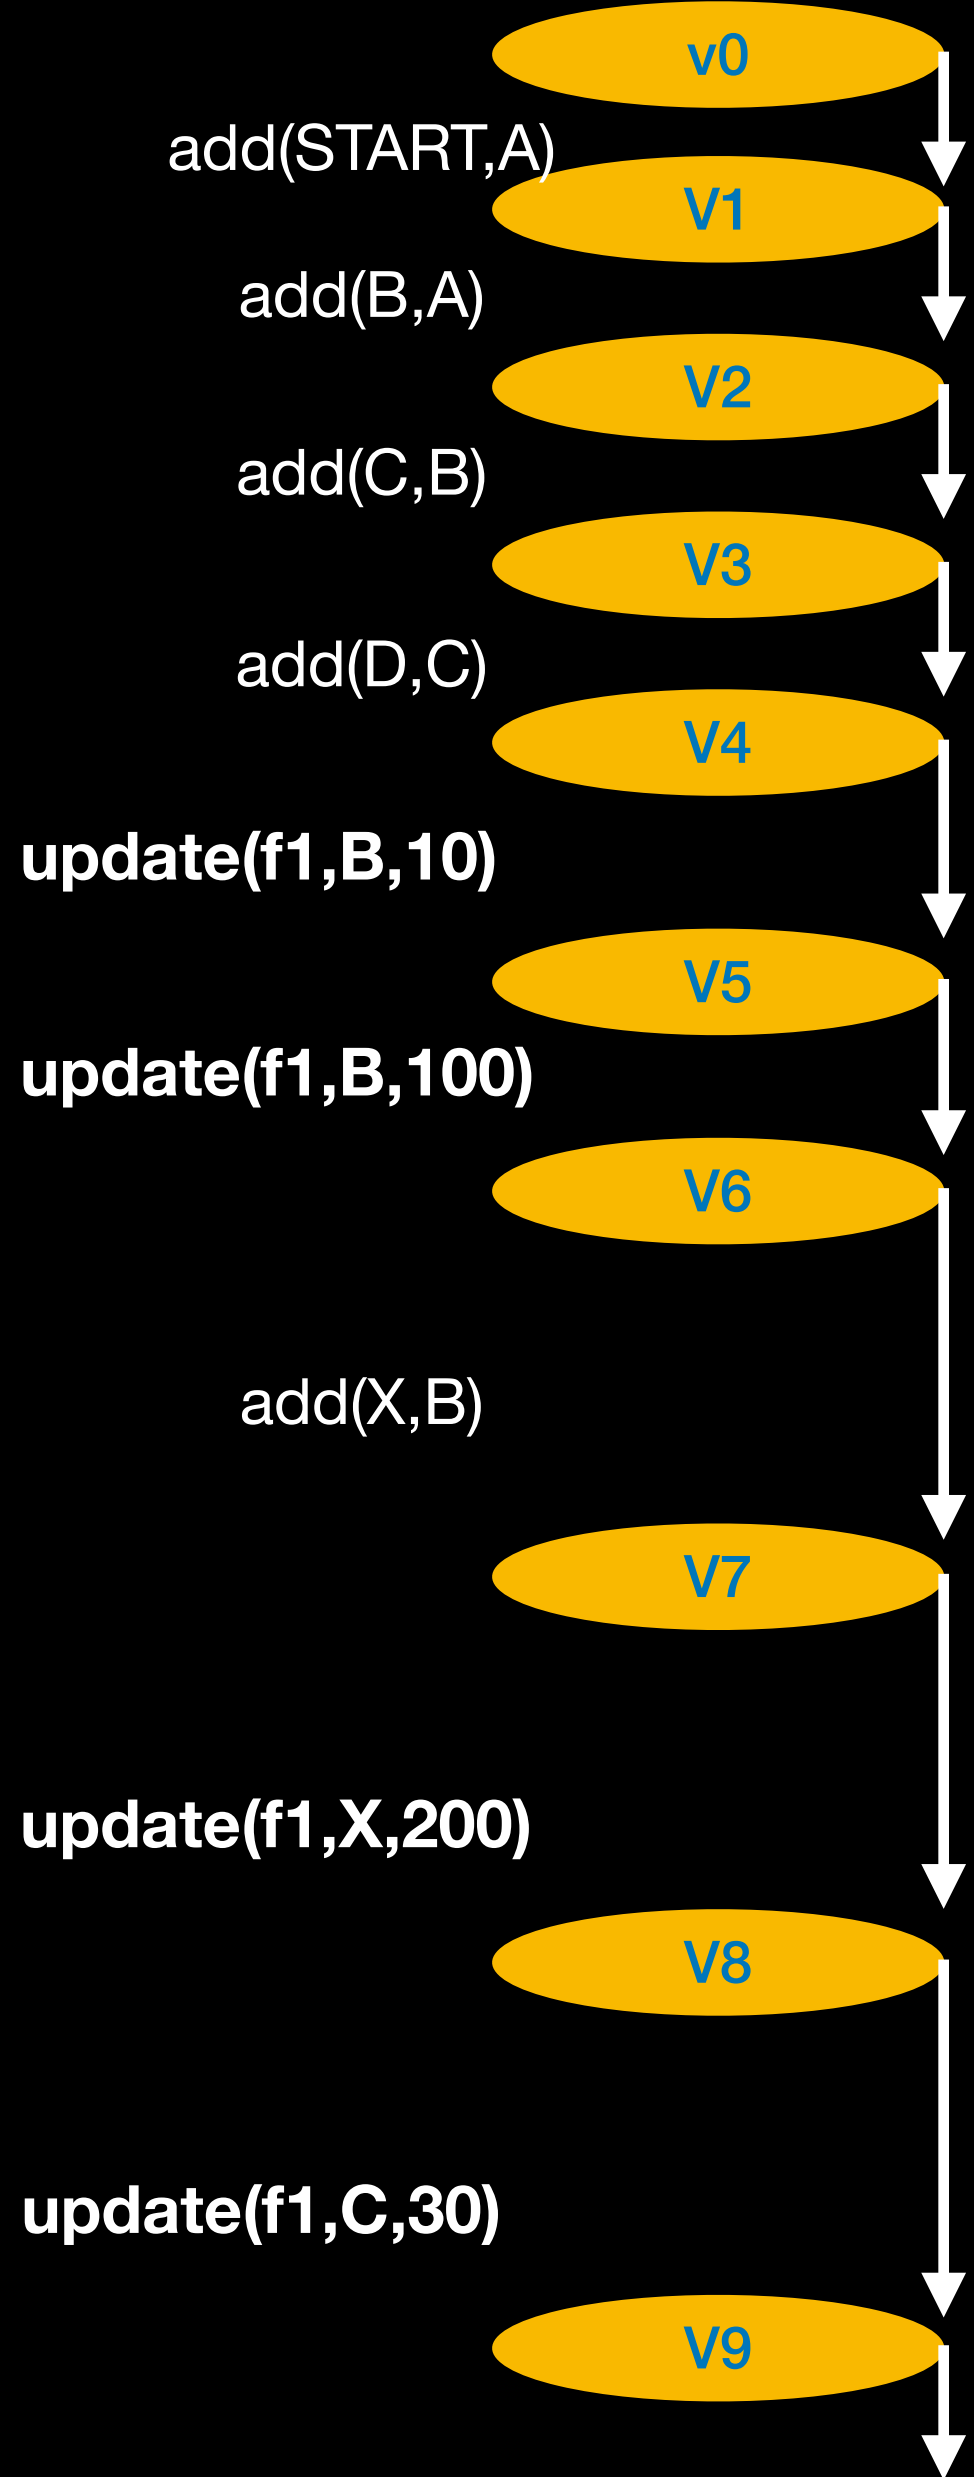 v0
add(START,A)
V1
add(B,A)
V2
add(C,B)
V3
add(D,C)
V4
update(f1,B,10)
V5
update(f1,B,100)
V6
add(X,B)
V7
update(f1,X,200)
V8
update(f1,C,30)
V9